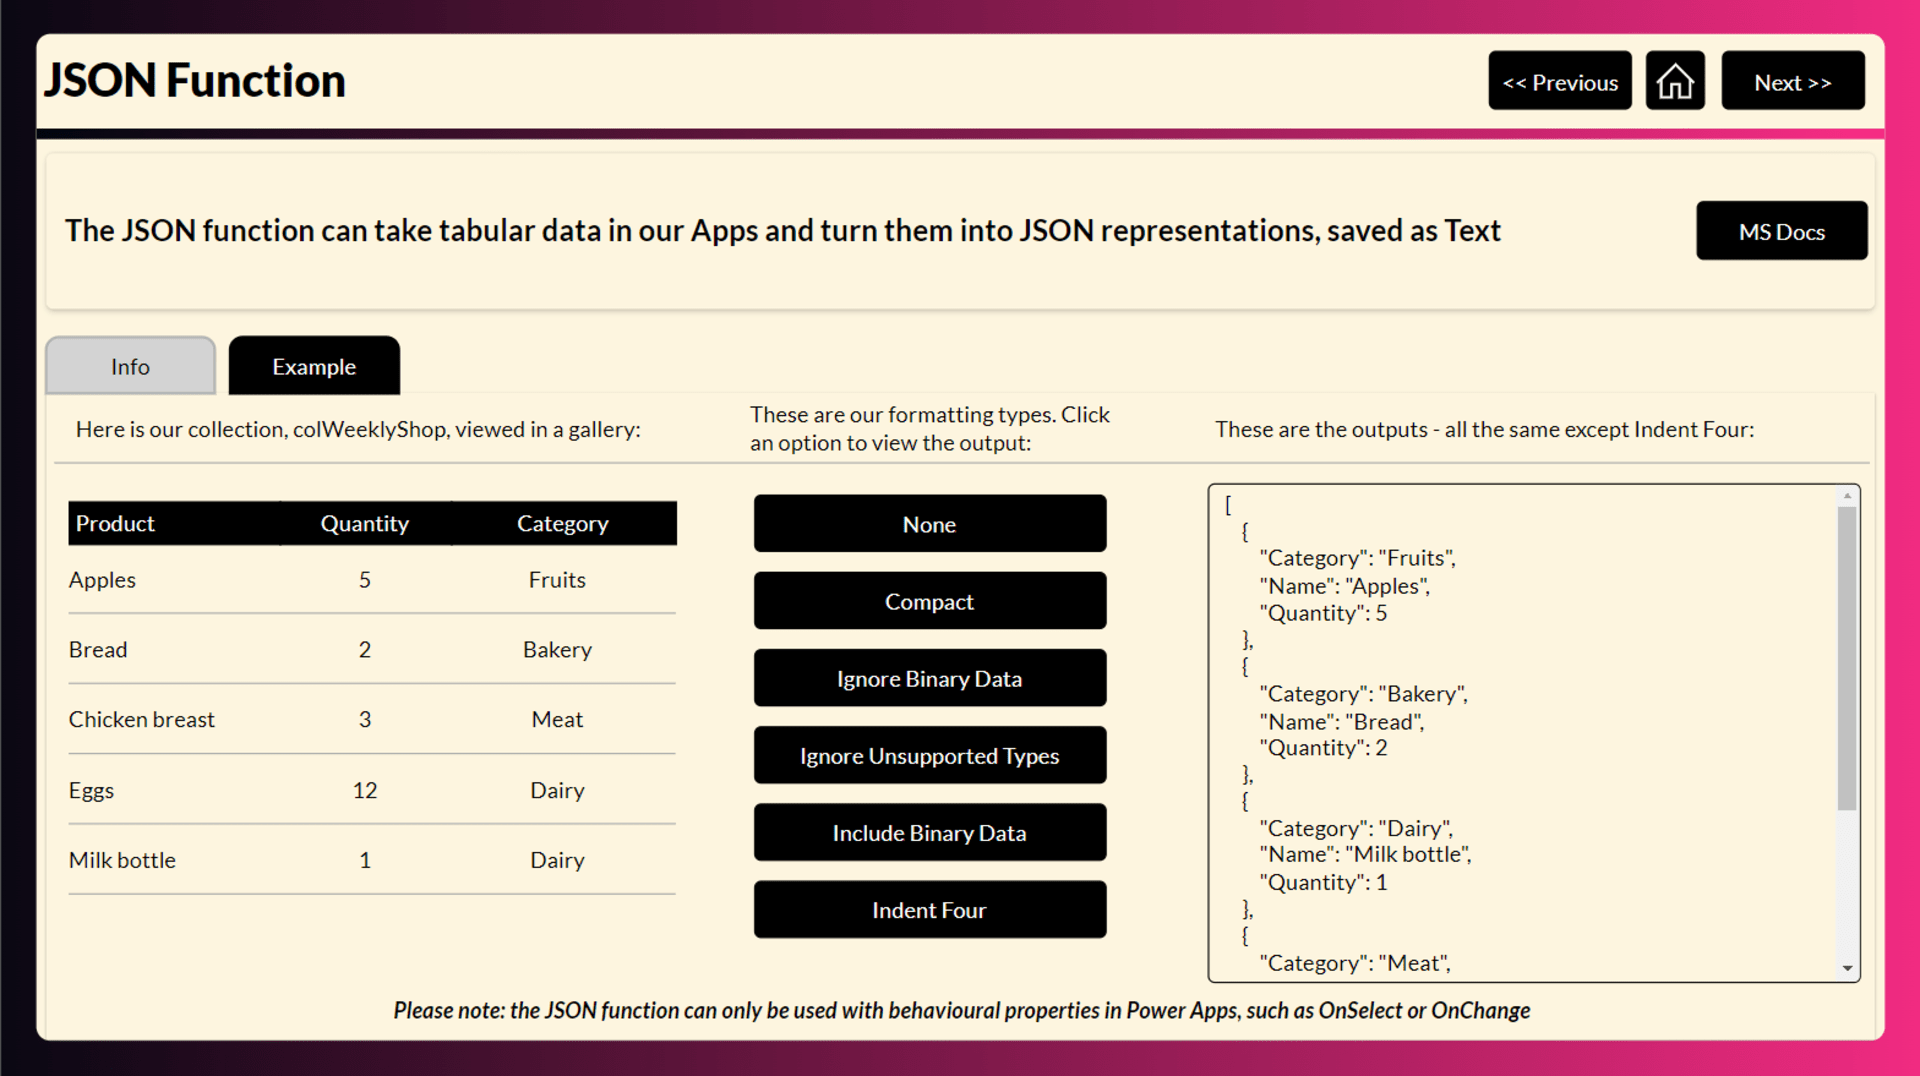 JSON Function
<< Previous
Next >>
The JSON function can take tabular data in our Apps and turn them into JSON representations, saved as Text
MS Docs
Info
Example
Here is our collection, colWeeklyShop, viewed in a gallery:
These are our formatting types. Click
an option to view the output:
These are the outputs - all the same except Indent Four:
Product Quantity Category
Apples 5 Fruits
Bread 2 Bakery
Chicken breast 3 Meat
Eggs 12 Dairy
Milk bottle 1 Dairy
None
Compact
Ignore Binary Data
Ignore Unsupported Types
Include Binary Data
Indent Four
[
{
"Category": "Fruits",
"Name": "Apples",
"Quantity": 5
},
{
"Category": "Bakery",
"Name": "Bread",
"Quantity": 2
},
{
"Category": "Dairy",
"Name": "Milk bottle",
"Quantity": 1
},
{
"Category": "Meat",
Please note: the JSON function can only be used with behavioural properties in Power Apps, such as OnSelect or OnChange